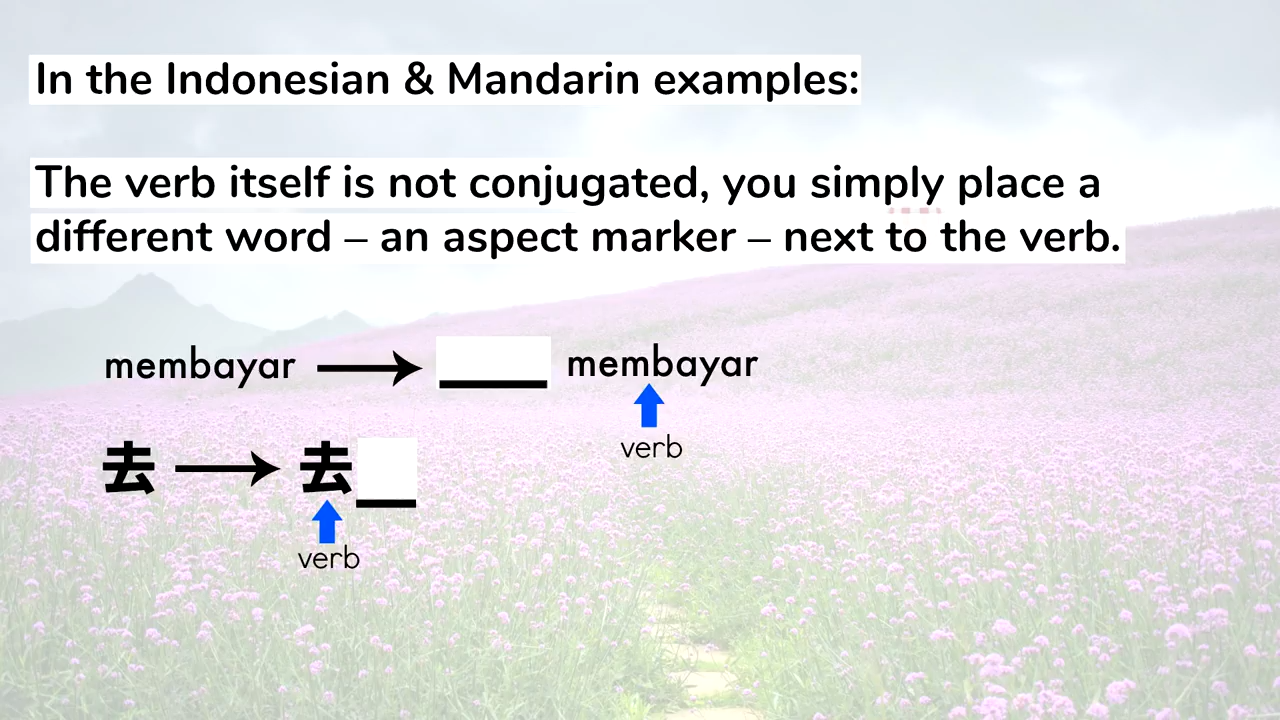 In the Indonesian & Mandarin examples:
The verb itself is not conjugated, you simply place a
different word – an aspect marker – next to the verb.
membayar membayar
verb
去 去
verb